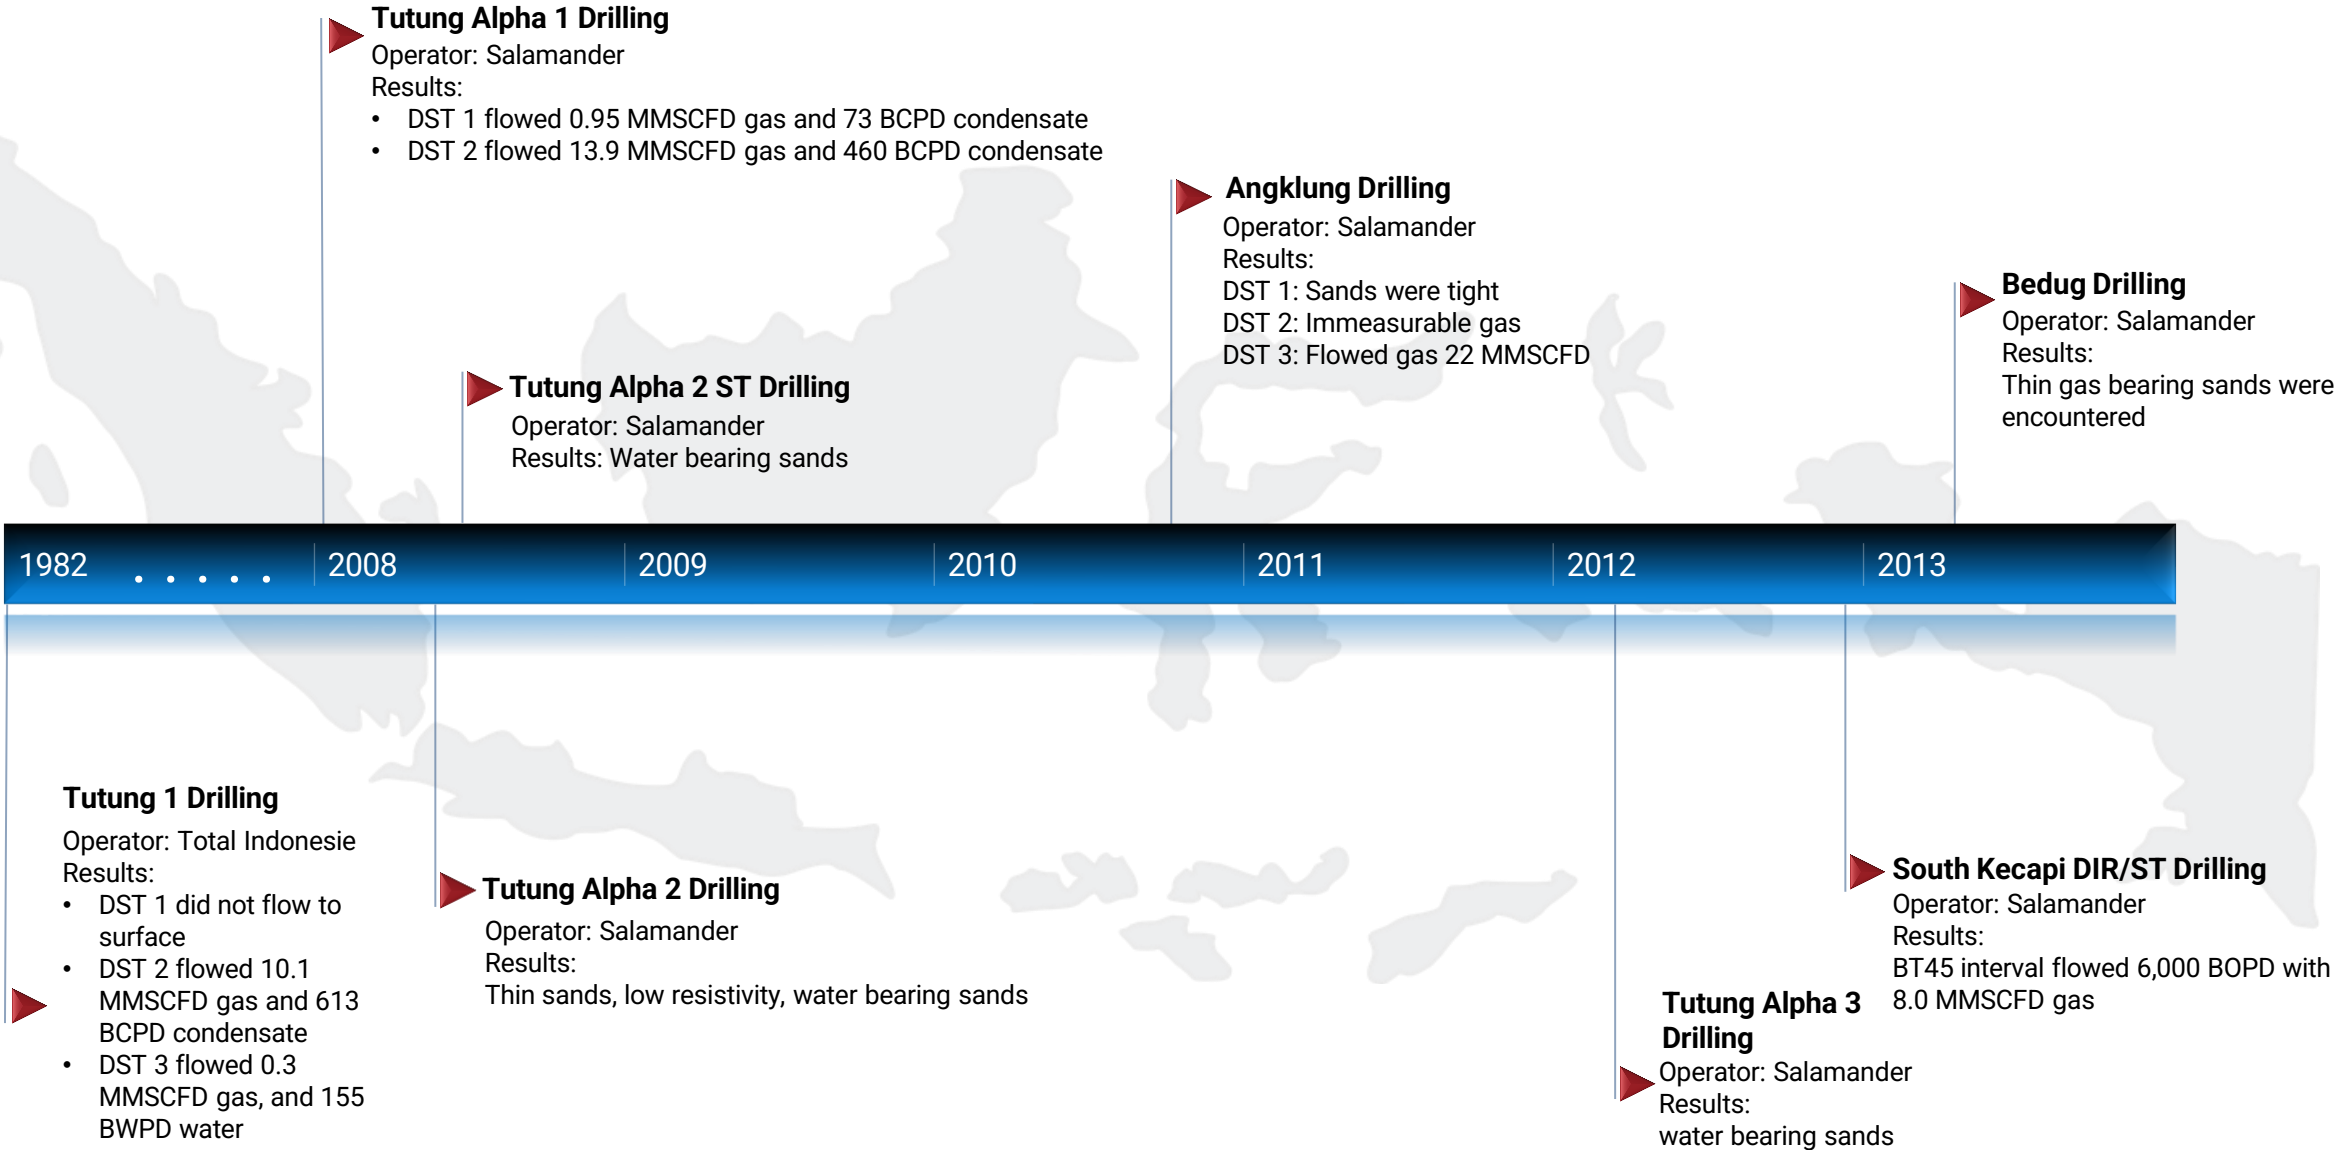 Tutung Alpha 1 Drilling
Operator: Salamander
Results:
• DST 1 flowed 0.95 MMSCFD gas and 73 BCPD condensate
• DST 2 flowed 13.9 MMSCFD gas and 460 BCPD condensate
Angklung Drilling
Operator: Salamander
Results:
DST 1: Sands were tight
DST 2: Immeasurable gas
DST 3: Flowed gas 22 MMSCFD
Bedug Drilling
Operator: Salamander
Results:
Thin gas bearing sands were
encountered
Tutung Alpha 2 ST Drilling
Operator: Salamander
Results: Water bearing sands
1982 . . . . . 2008 2009 2010 2011 2012 2013
Tutung 1 Drilling
Operator: Total Indonesie
Results:
• DST 1 did not flow to
surface
• DST 2 flowed 10.1
MMSCFD gas and 613
BCPD condensate
• DST 3 flowed 0.3
MMSCFD gas, and 155
BWPD water
Tutung Alpha 2 Drilling
Operator: Salamander
Results:
Thin sands, low resistivity, water bearing sands
Tutung Alpha 3
Drilling
Operator: Salamander
Results:
water bearing sands
South Kecapi DIR/ST Drilling
Operator: Salamander
Results:
BT45 interval flowed 6,000 BOPD with
8.0 MMSCFD gas